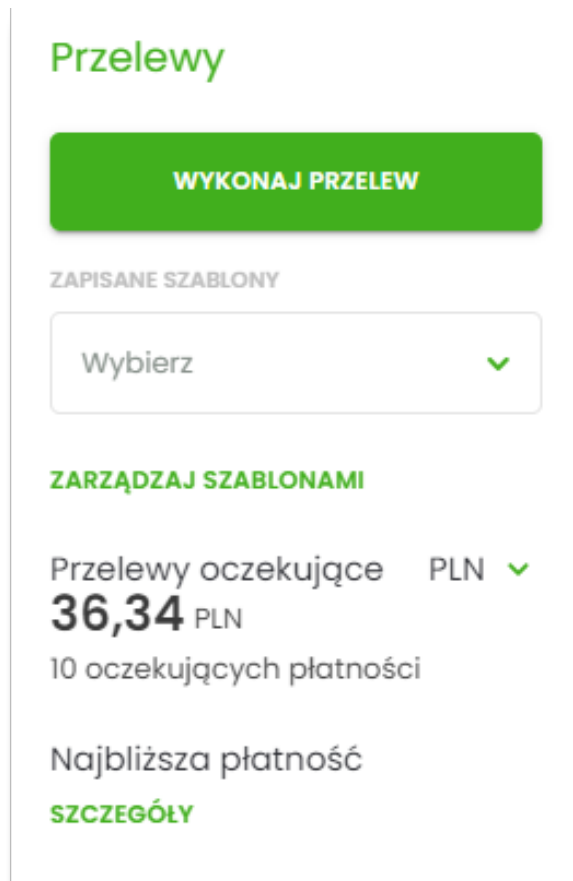 Przelewy
WYKONAJ PRZELEW
ZAPISANE SZABLONY
Wybierz
ZARZĄDZAJ SZABLONAMI
Przelewy oczekujące PLN
36,34 PLN
10 oczekujących płatności
Najbliższa płatność
SZCZEGÓŁY